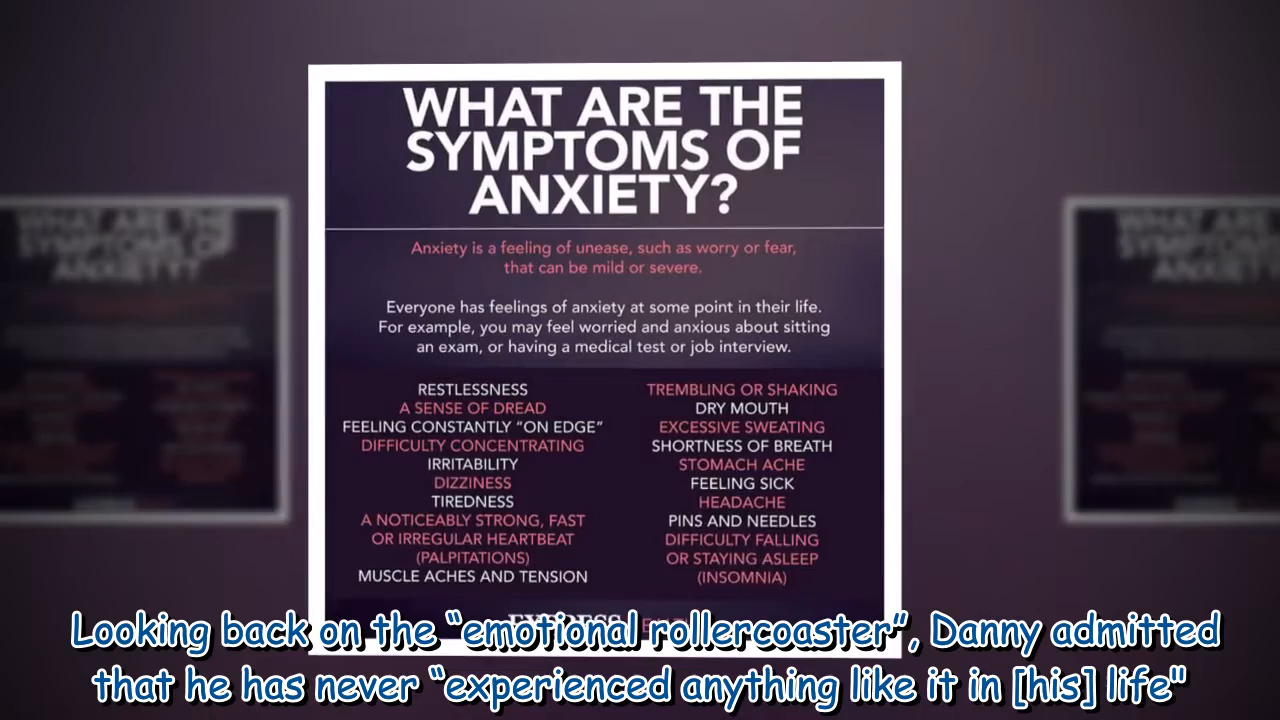 WHAT ARE THE
SYMPTOMS OF
ANXIETY?
Anxiety is a feeling of unease, such as worry or fear,
that can be mild or severe.
Everyone has feelings of anxiety at some point in their life.
For example, you may feel worried and anxious about sitting
an exam, or having a medical test or job interview.
RESTLESSNESS
A SENSE OF DREAD
FEELING CONSTANTLY “ON EDGE”
DIFFICULTY CONCENTRATING
IRRITABILITY
DIZZINESS
TIREDNESS
A NOTICEABLY STRONG, FAST
OR IRREGULAR HEARTBEAT
(PALPITATIONS)
MUSCLE ACHES AND TENSION
TREMBLING OR SHAKING
DRY MOUTH
EXCESSIVE SWEATING
SHORTNESS OF BREATH
STOMACH ACHE
FEELING SICK
HEADACHE
PINS AND NEEDLES
DIFFICULTY FALLING
OR STAYING ASLEEP
(INSOMNIA)
Looking back on the “emotional rollercoaster”, Danny admitted
that he has never “experienced anything like it in [his] life"